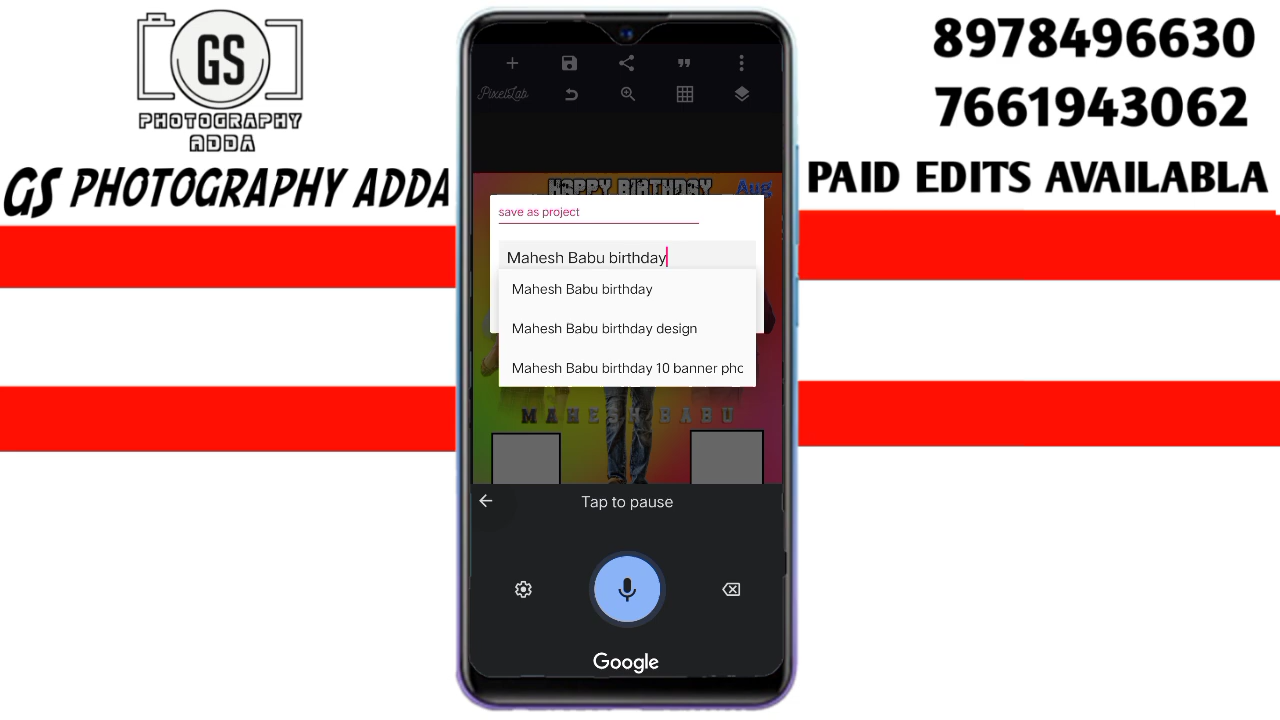 GS
PHOTOGRAPHY
ADDA
GS PHOTOGRAPHY ADDA
8978496630
7661943062
PAID EDITS AVAILABLA
PixelLab
HAPPY BIRTHDAY
Aug
save as project
Mahesh Babu birthday
Mahesh Babu birthday
Mahesh Babu birthday design
Mahesh Babu birthday 10 banner pho
MAHESH BABU
Tap to pause
Google